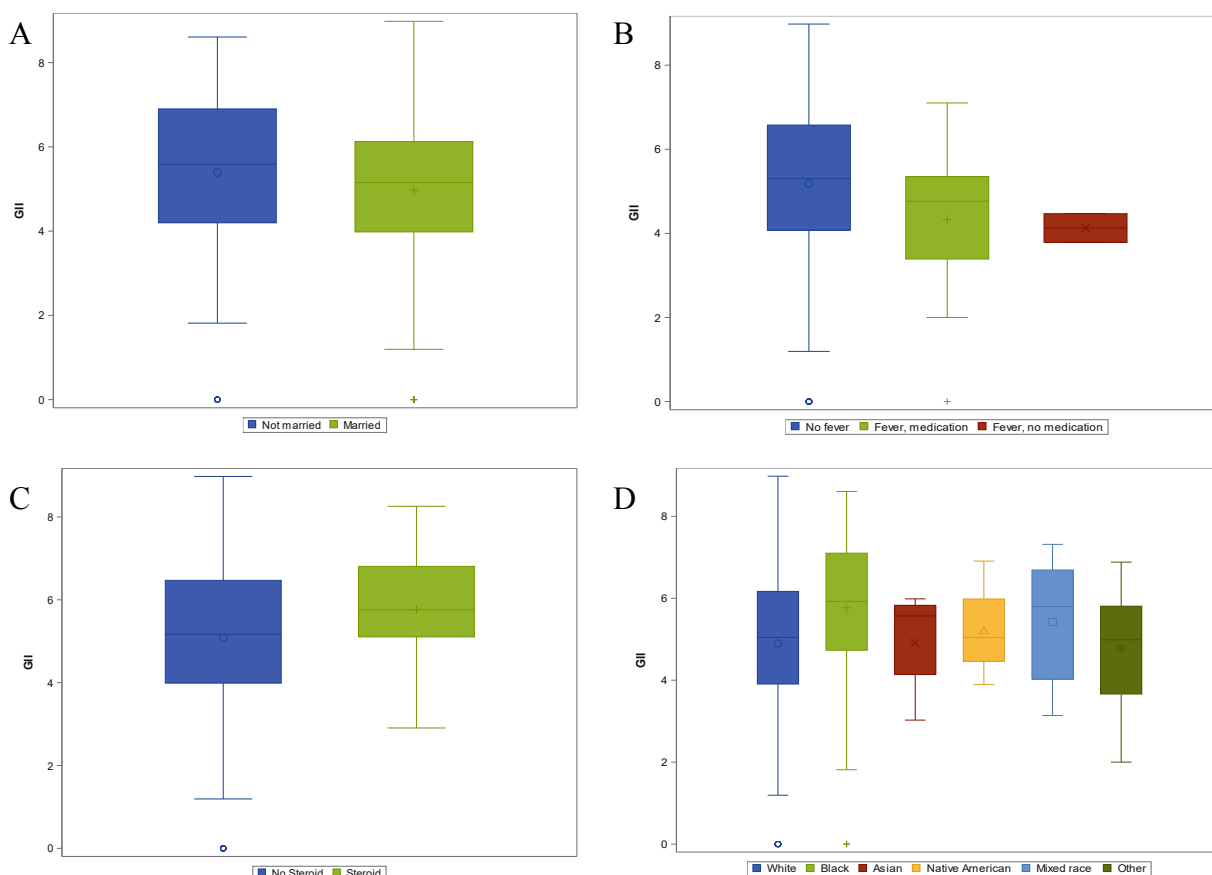 A
8
6
GII
4
2
0
Not married Married
B
8
6
GII
4
2
0
No fever Fever, medication Fever, no medication
C
8
6
GII
4
2
0
No Steroid Steroid
D
8
6
GII
4
2
0
White Black Asian Native American Mixed race Other